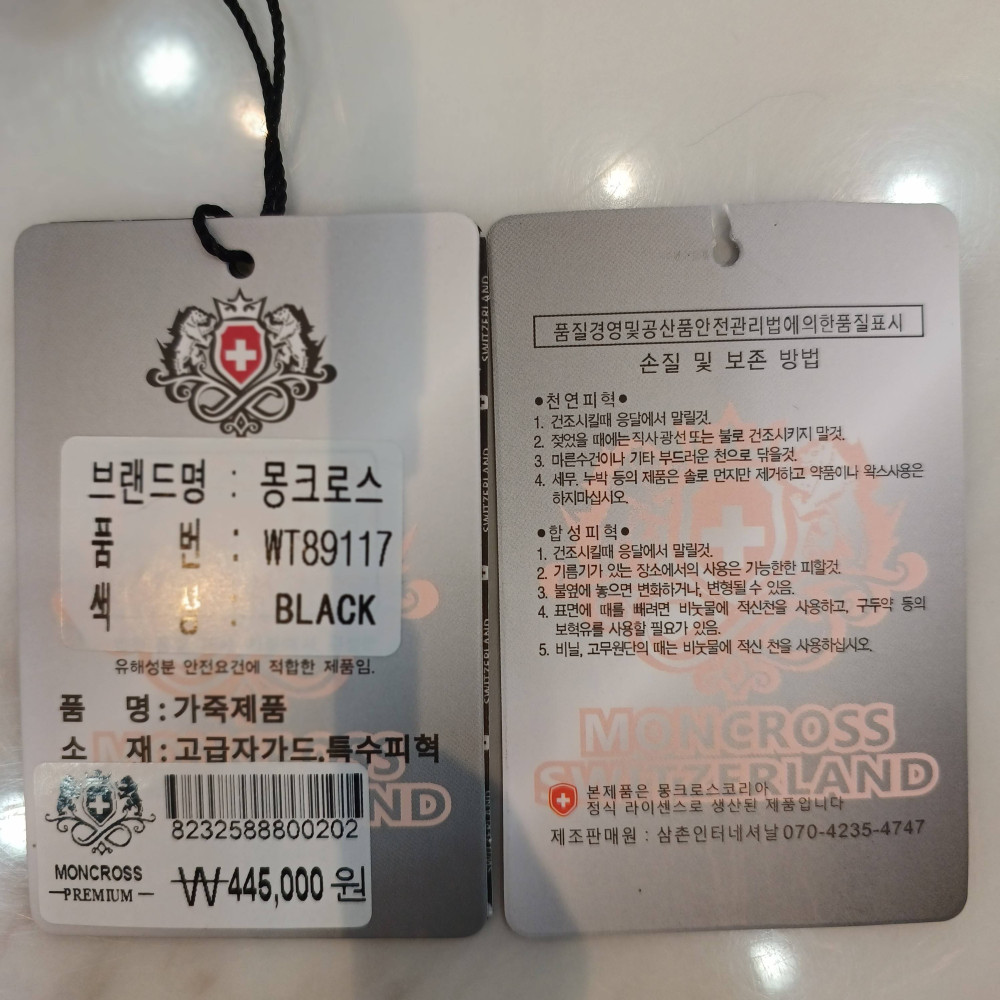 브랜드명 : 몽크로스
품 번 : WT89117
색 상 : BLACK
유해성분 안전요건에 적합한 제품임.
품 명 : 가죽제품
소 재 : 고급자가드,특수피혁
8232588800202
MONCROSS
PREMIUM
₩ 445,000 원
ND
SWITZERLAND
SWITZERLAND
SWITZERLAND
품질경영및공산품안전관리법에의한품질표시
손질 및 보존 방법
●천연피혁●
1. 건조시킬때 응달에서 말릴것.
2. 젖었을 때에는직사광선또는 불로 건조시키지 말것.
3. 마른수건이나 기타 부드러운 천으로 닦을것.
4. 세무, 누박 등의 제품은 솔로 먼지만 제거하고 약품이나 왁스사용은
하지마십시오.
●합성피혁●
1. 건조시킬때 응달에서 말릴것.
2. 기름기가 있는 장소에서의 사용은 가능한한 피할것.
3. 불옆에 놓으면 변화하거나, 변형될 수 있음.
4. 표면에 때를 빼려면 비눗물에 적신천을 사용하고, 구두약 등의
보혁유를 사용할 필요가 있음.
5. 비닐, 고무원단의 때는 비눗물에 적신 천을 사용하십시오.
MONCROSS
SWITZERLAND
본제품은 몽크로스코리아
정식 라이센스로 생산된 제품입니다
제조판매원 : 삼촌인터네셔날 070-4235-4747